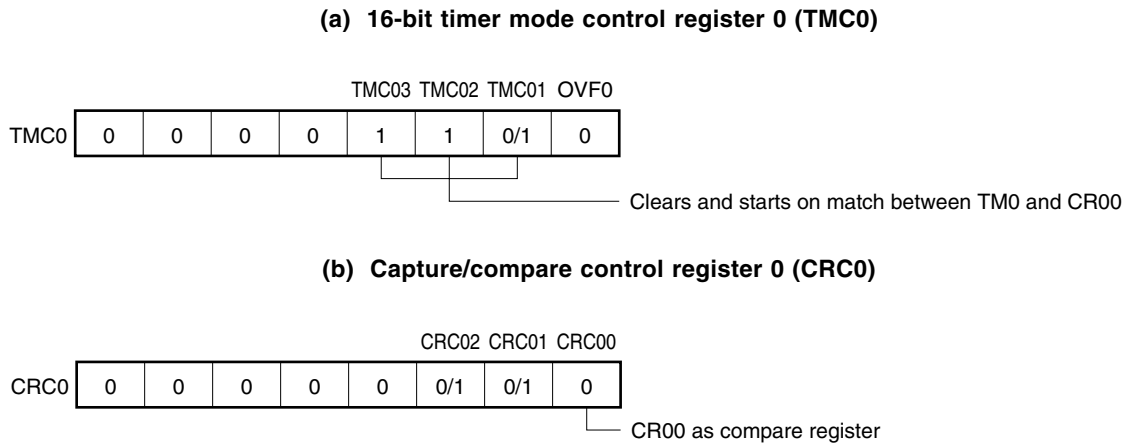 (a) 16-bit timer mode control register 0 (TMC0)
TMC03 TMC02 TMC01 OVF0
TMC0 0 0 0 0 1 1 0/1 0
Clears and starts on match between TM0 and CR00
(b) Capture/compare control register 0 (CRC0)
CRC02 CRC01 CRC00
CRC0 0 0 0 0 0 0/1 0/1 0
CR00 as compare register